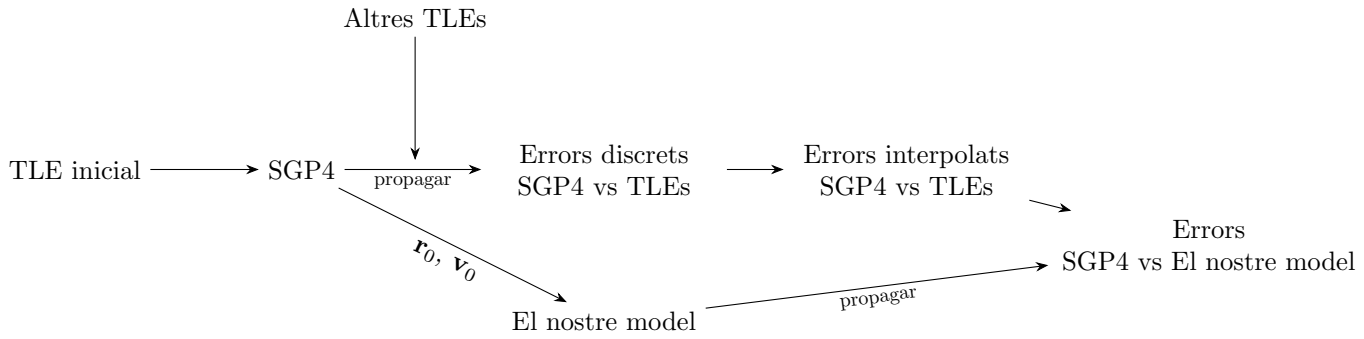 Altres TLEs
TLE inicial
SGP4
propagar
Errors discrets
SGP4 vs TLEs
Errors interpolats
SGP4 vs TLEs
r₀, v₀
El nostre model
propagar
Errors
SGP4 vs El nostre model